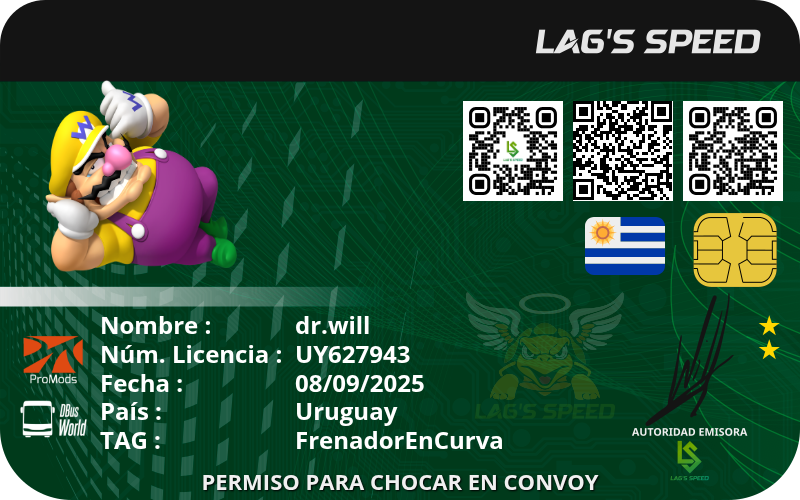 LAG'S SPEED
Nombre : dr.will
Núm. Licencia : UY627943
Fecha : 08/09/2025
País : Uruguay
TAG : FrenadorEnCurva
ProMods
DBus
World
LAG'S SPEED
AUTORIDAD EMISORA
LAG'S SPEED
PERMISO PARA CHOCAR EN CONVOY